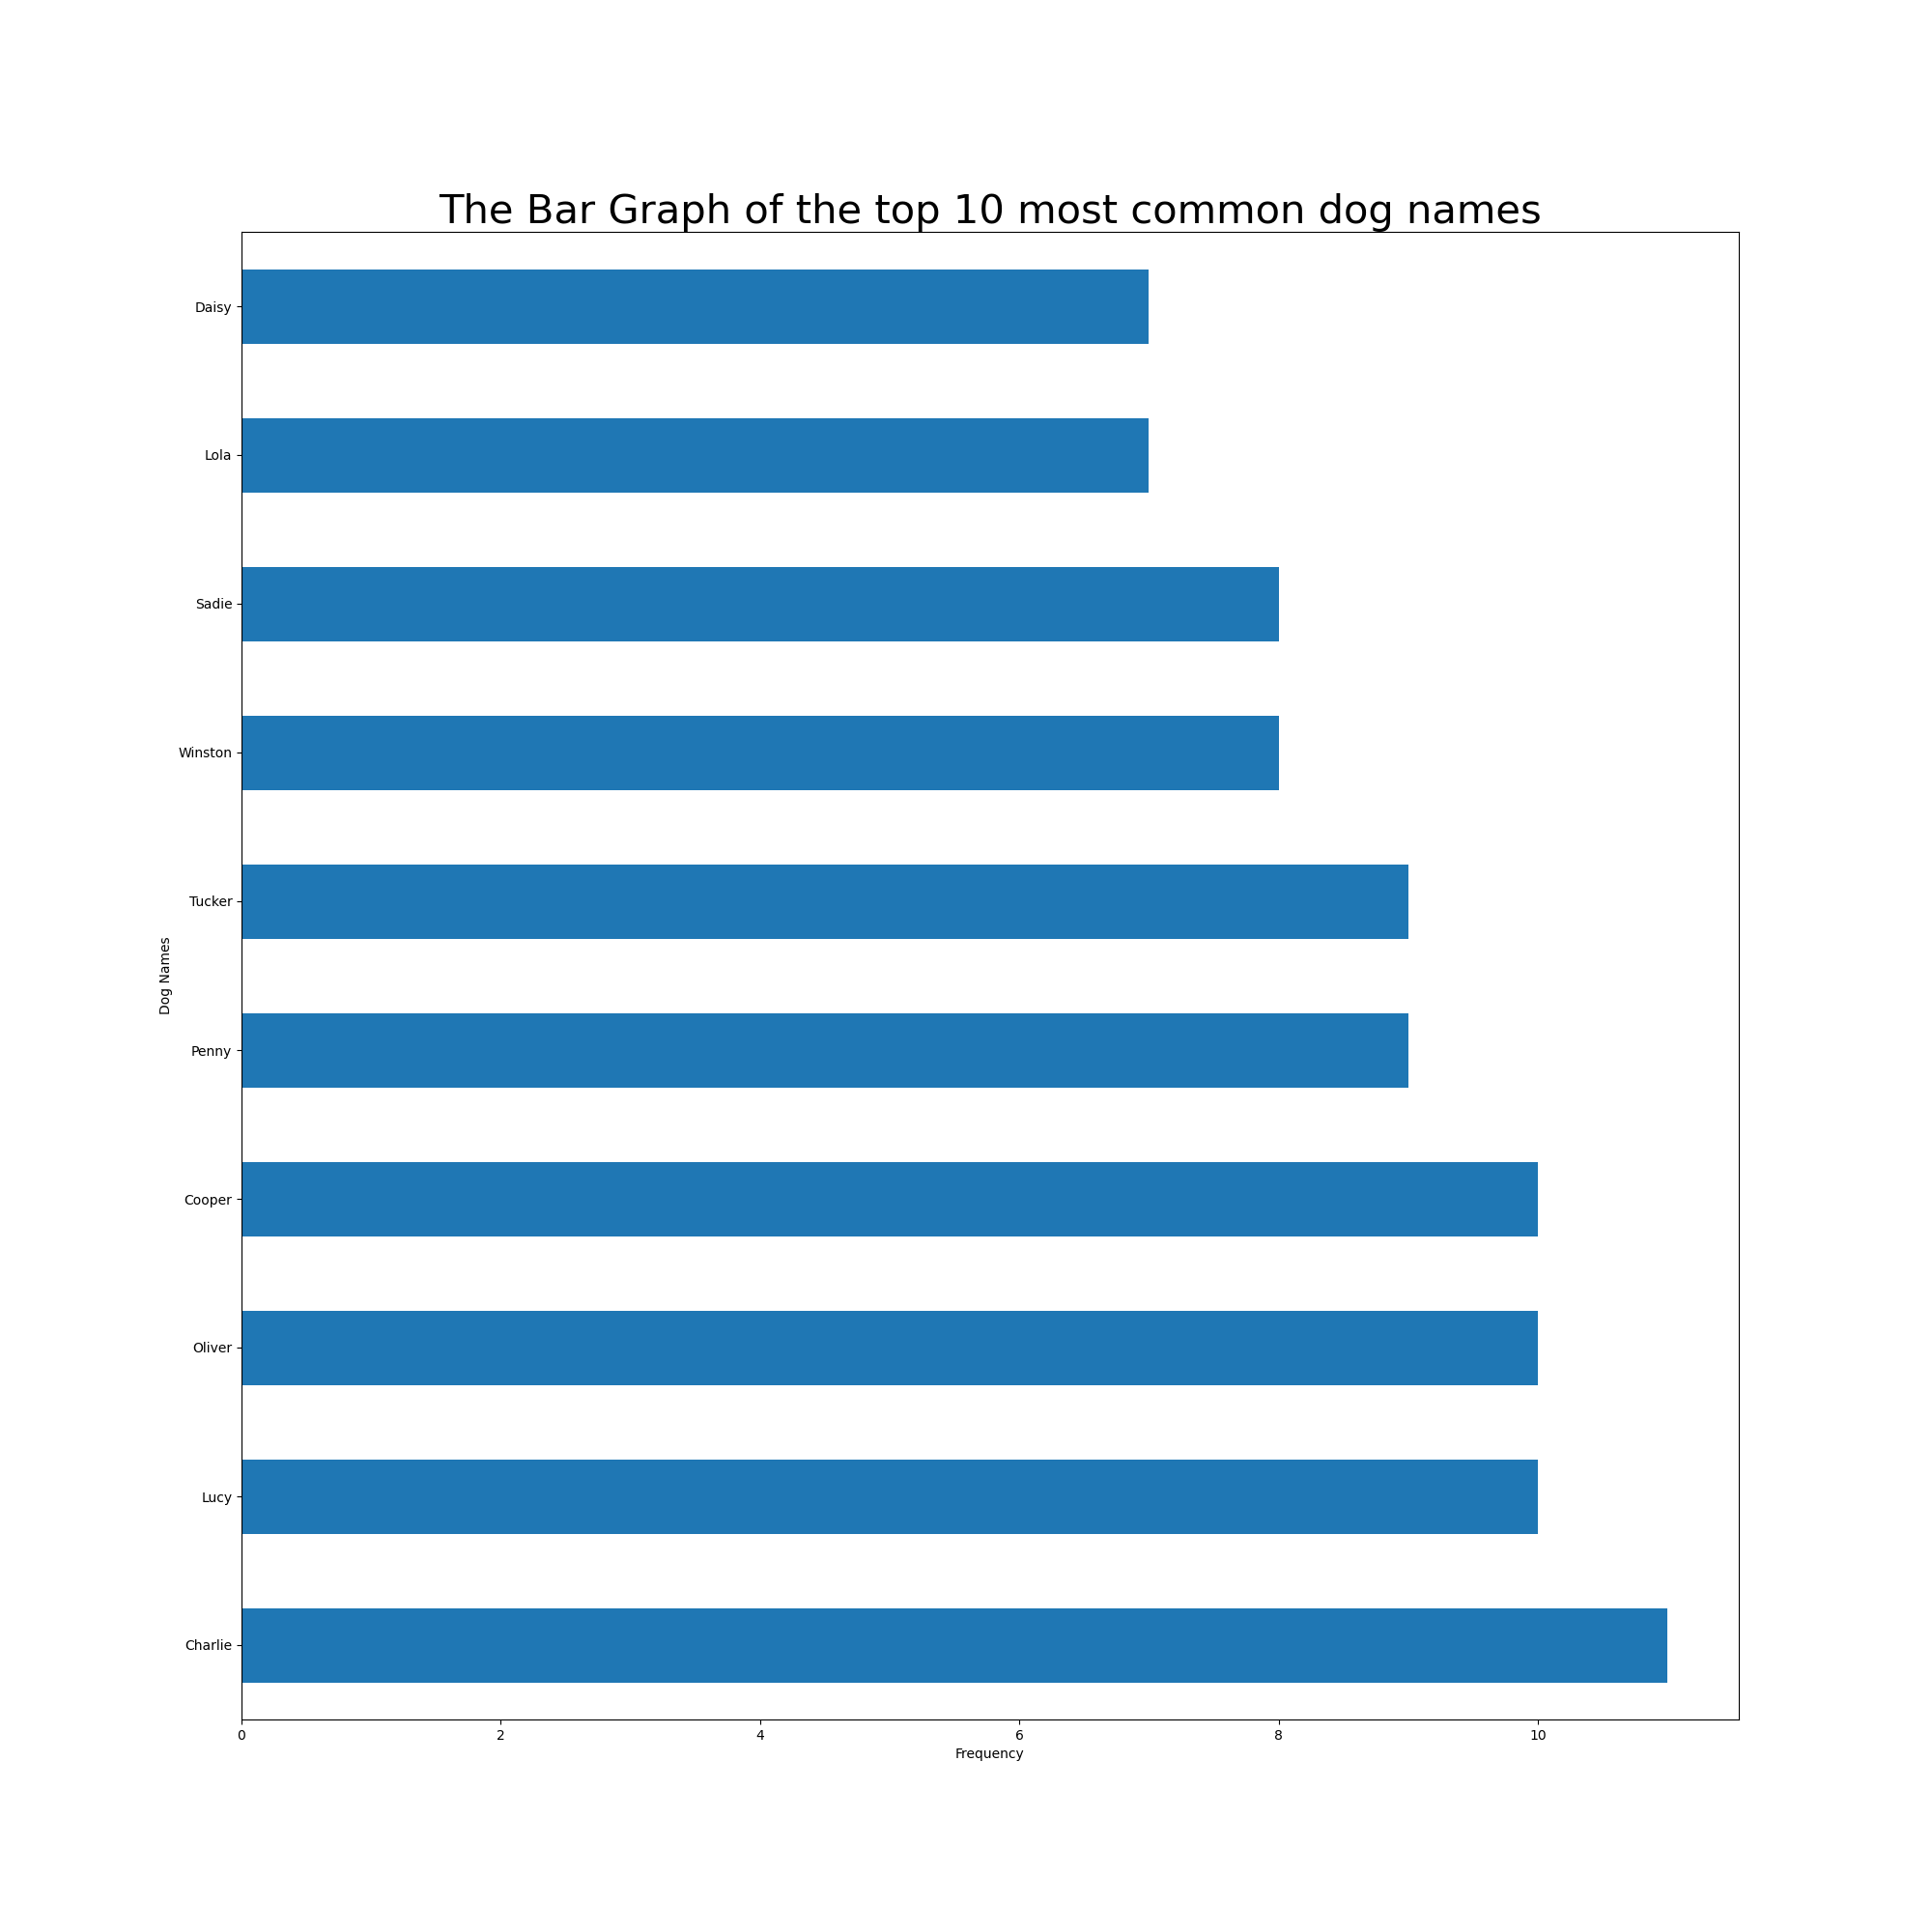 The Bar Graph of the top 10 most common dog names
Daisy
Lola
Sadie
Winston
Tucker
Dog Names
Penny
Cooper
Oliver
Lucy
Charlie
0 2 4 6 8 10
Frequency